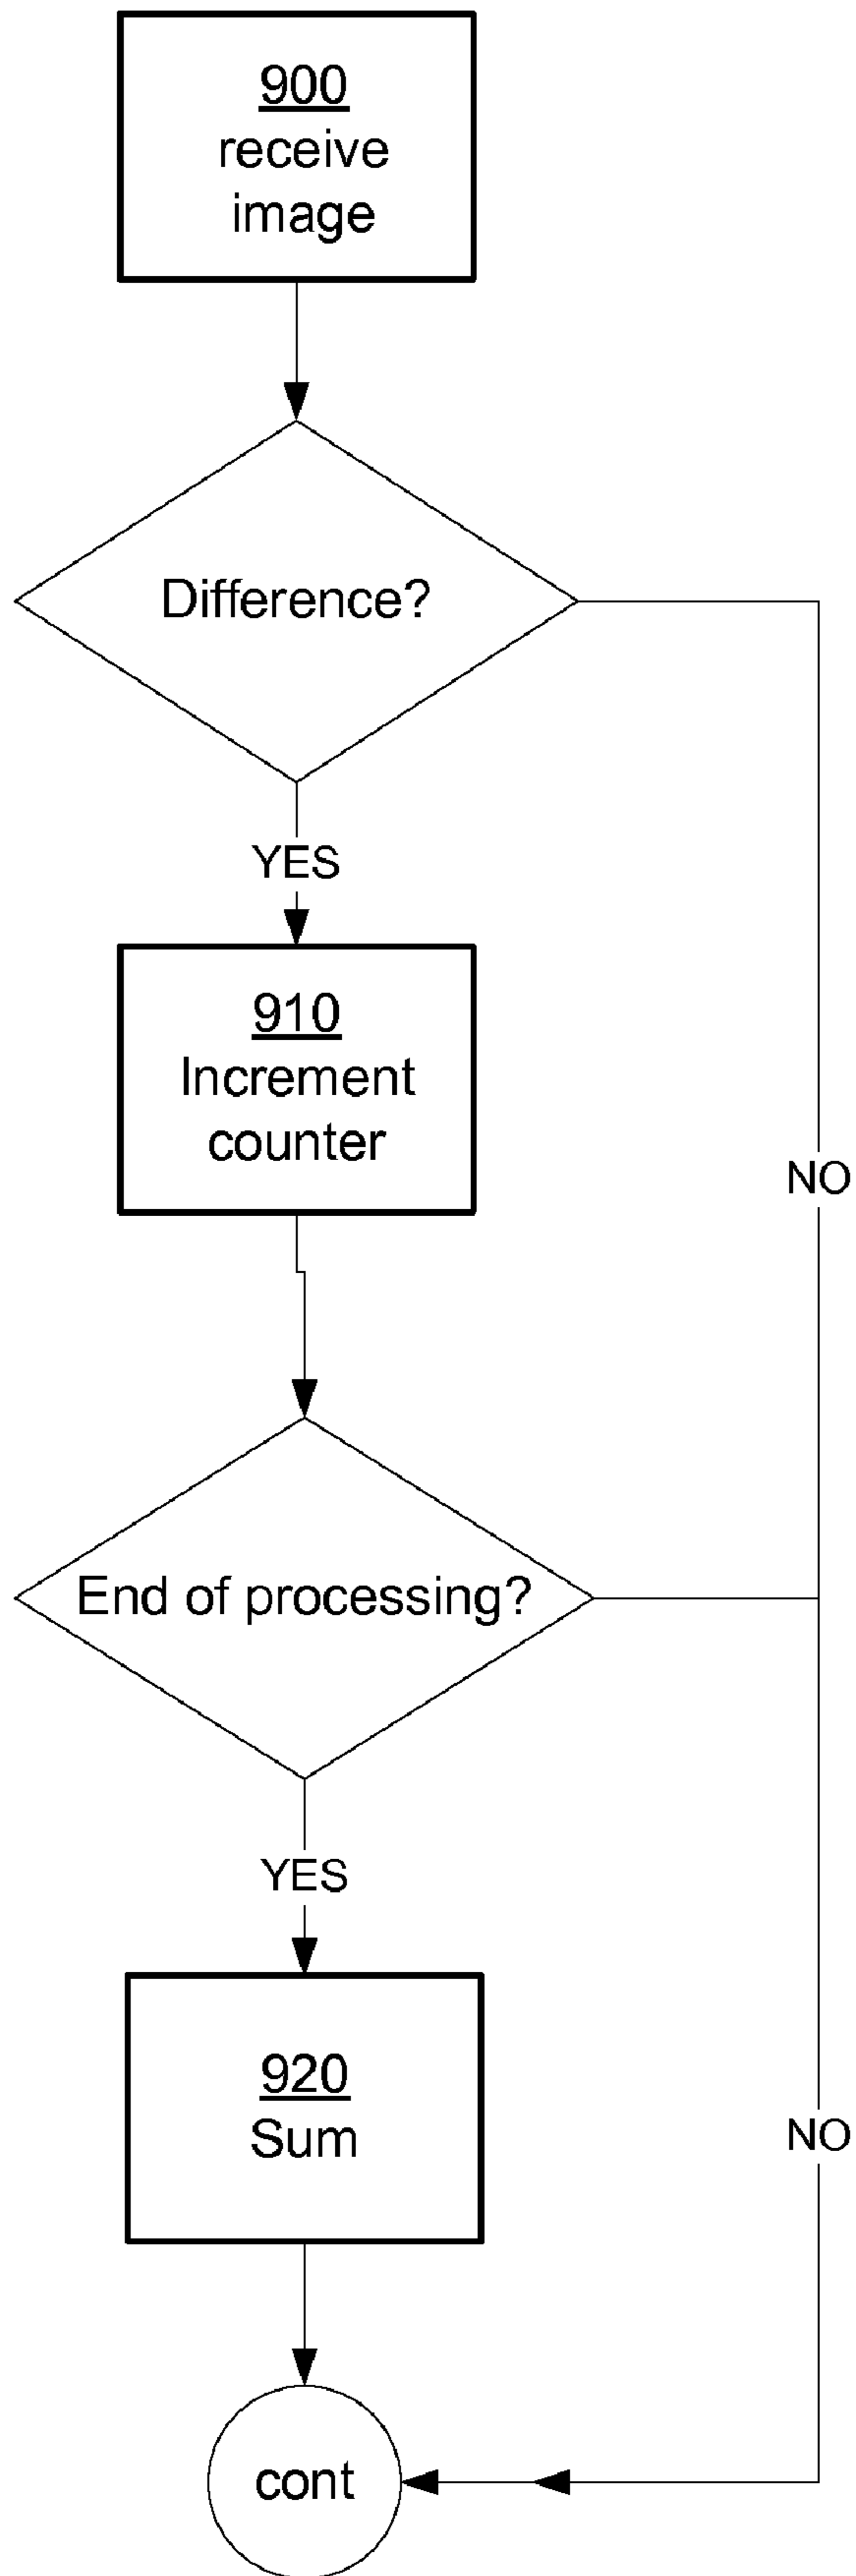 900
receive
image
Difference?
YES
910
Increment
counter
NO
End of processing?
YES
920
Sum
NO
cont